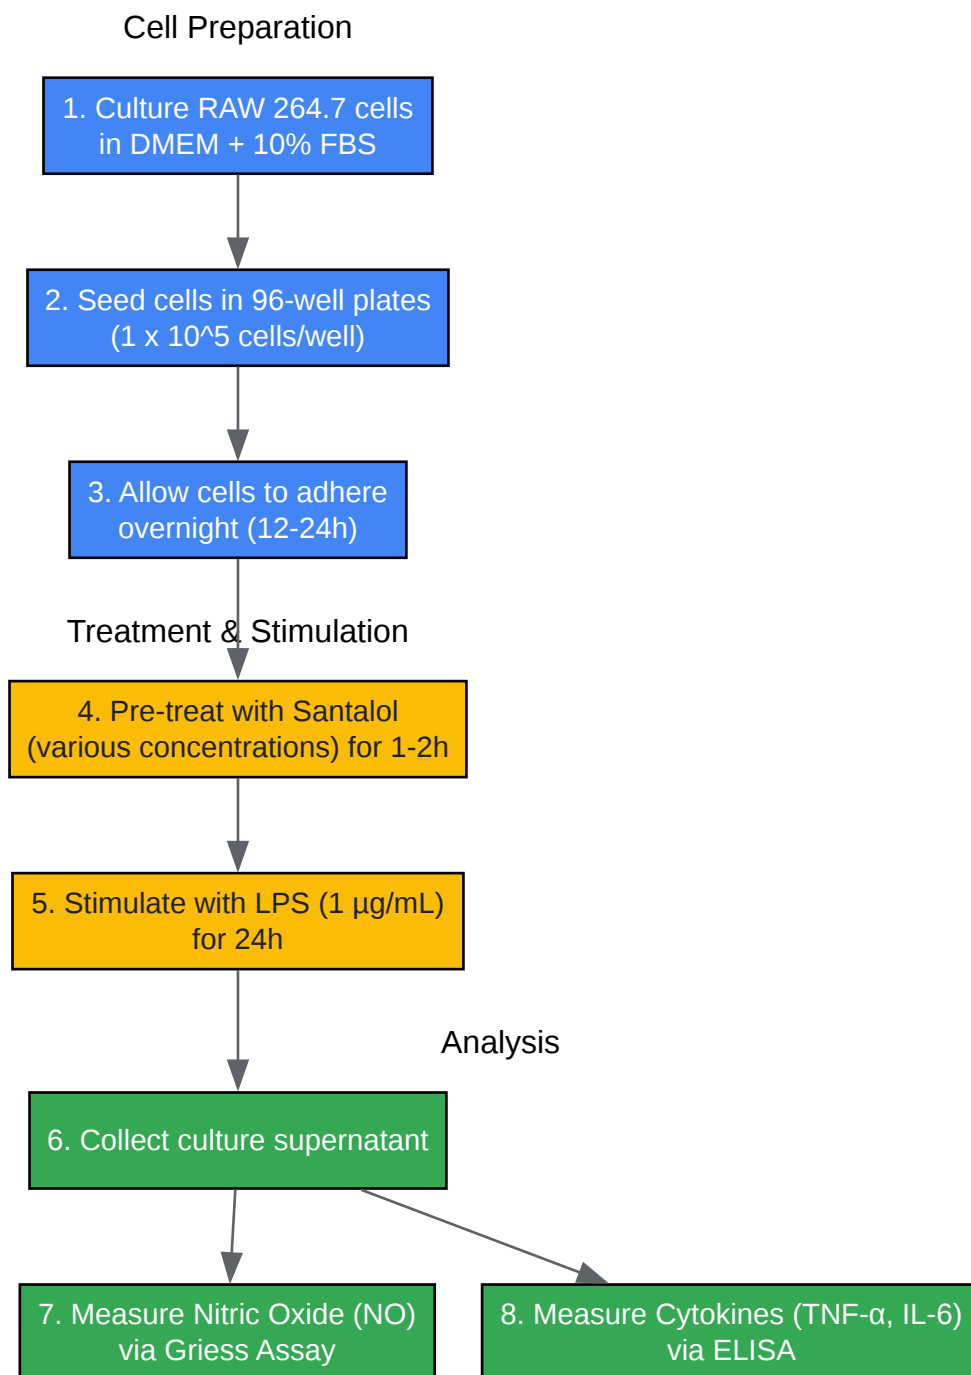 Cell Preparation
1. Culture RAW 264.7 cells
in DMEM + 10% FBS
2. Seed cells in 96-well plates
(1 x 10^5 cells/well)
3. Allow cells to adhere
overnight (12-24h)
Treatment & Stimulation
4. Pre-treat with Santalol
(various concentrations) for 1-2h
5. Stimulate with LPS (1 µg/mL)
for 24h
Analysis
6. Collect culture supernatant
7. Measure Nitric Oxide (NO)
via Griess Assay
8. Measure Cytokines (TNF-α, IL-6)
via ELISA